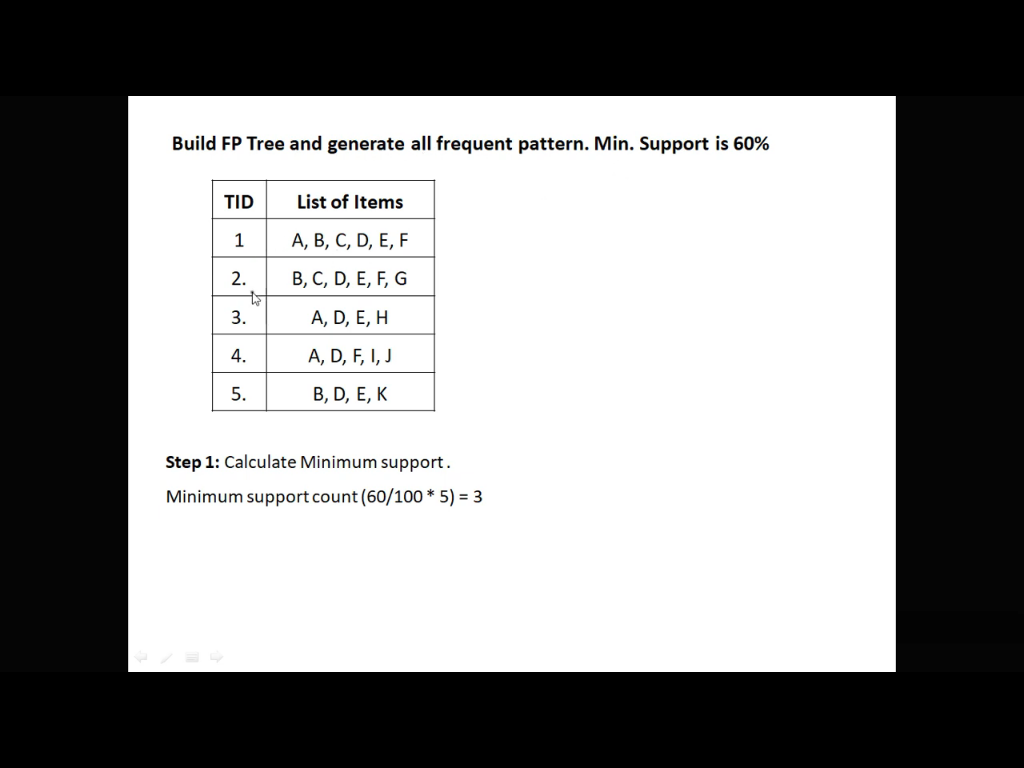 Build FP Tree and generate all frequent pattern. Min. Support is 60%
TID List of Items
1 A, B, C, D, E, F
2. B, C, D, E, F, G
3. A, D, E, H
4. A, D, F, I, J
5. B, D, E, K
Step 1: Calculate Minimum support.
Minimum support count (60/100 * 5) = 3